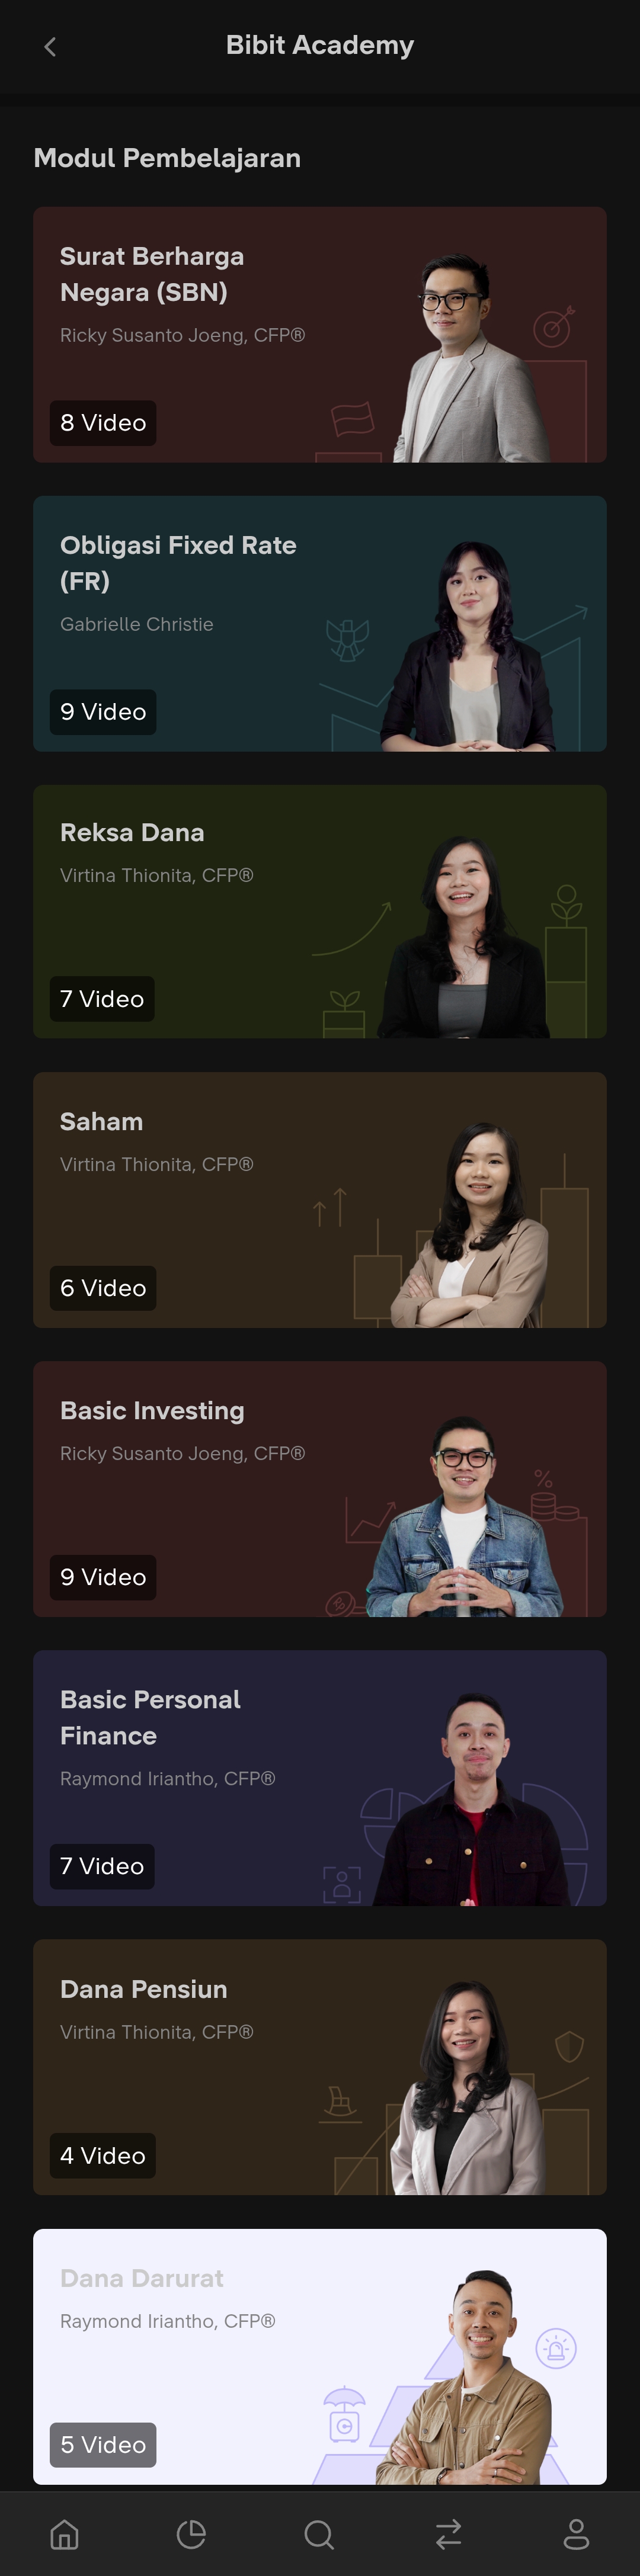 Bibit Academy
Modul Pembelajaran
Surat Berharga
Negara (SBN)
Ricky Susanto Joeng, CFP®
8 Video
Obligasi Fixed Rate
(FR)
Gabrielle Christie
9 Video
Reksa Dana
Virtina Thionita, CFP®
7 Video
Saham
Virtina Thionita, CFP®
6 Video
Basic Investing
Ricky Susanto Joeng, CFP®
9 Video
Basic Personal
Finance
Raymond Iriantho, CFP®
7 Video
Dana Pensiun
Virtina Thionita, CFP®
4 Video
Dana Darurat
Raymond Iriantho, CFP®
5 Video